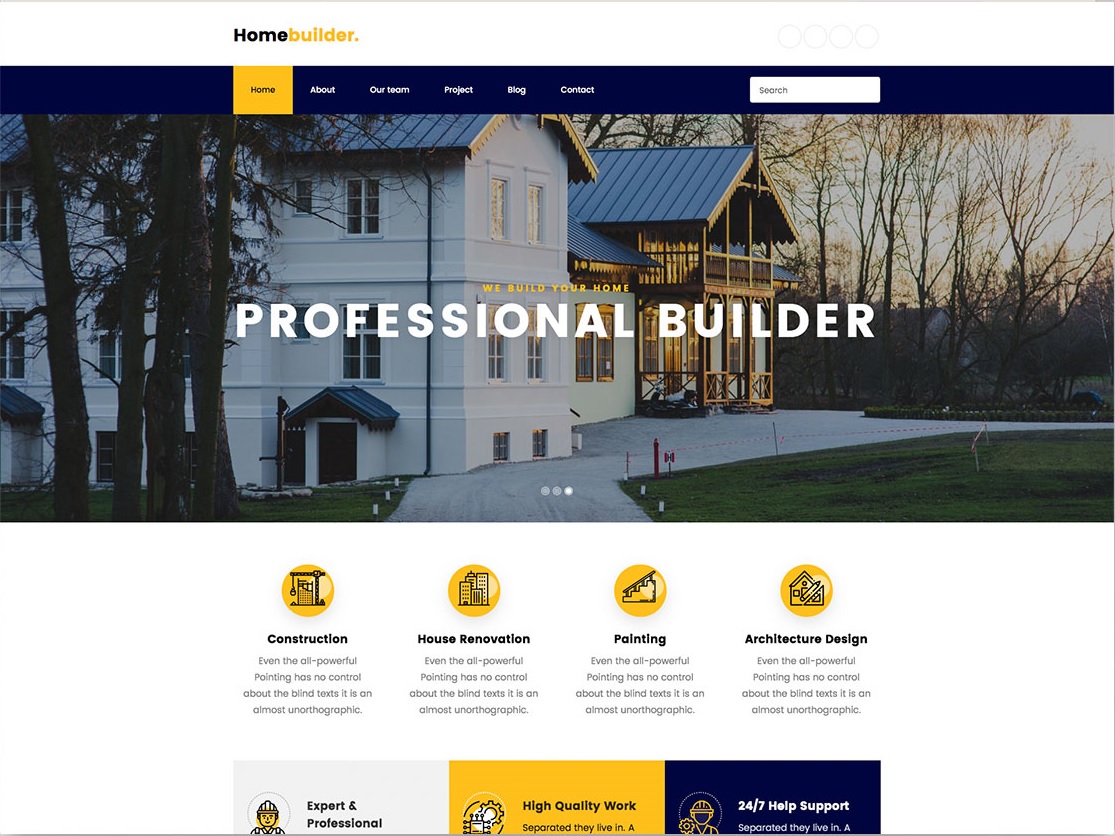 Homebuilder.
Home About Our team Project Blog Contact Search
WE BUILD YOUR HOME
PROFESSIONAL BUILDER
Construction
Even the all-powerful
Pointing has no control
about the blind texts it is an
almost unorthographic.
House Renovation
Even the all-powerful
Pointing has no control
about the blind texts it is an
almost unorthographic.
Painting
Even the all-powerful
Pointing has no control
about the blind texts it is an
almost unorthographic.
Architecture Design
Even the all-powerful
Pointing has no control
about the blind texts it is an
almost unorthographic.
Expert &
Professional
High Quality Work
Separated they live in. A
24/7 Help Support
Separated they live in. A